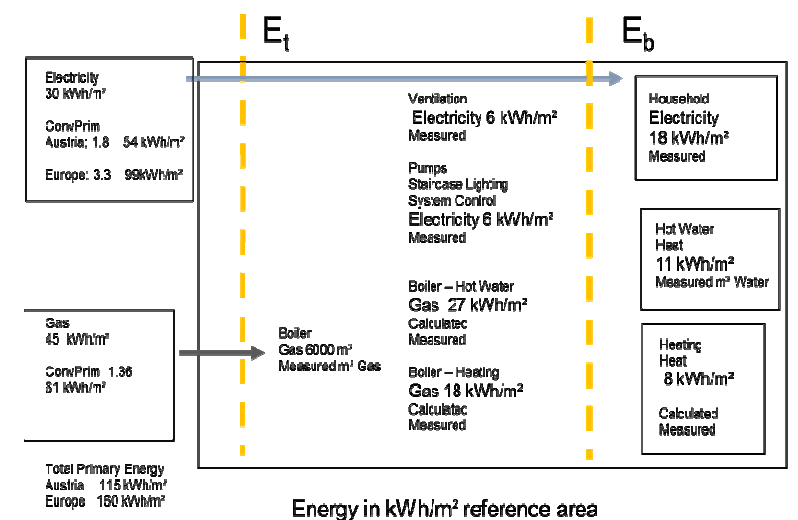 Et
Eb
Electricity
30 kWh/m²
ConvPrim
Austria: 1.8 54 kWh/m²
Europe: 3.3 99kWh/m²
Gas
45 kWh/m²
ConvPrim 1.36
61 kWh/m²
Total Primary Energy
Austria 115 kWh/m²
Europe 160 kWh/m²
Boiler
Gas 6000 m³
Measured m³ Gas
Ventilation
Electricity 6 kWh/m²
Measured
Pumps
Staircase Lighting
System Control
Electricity 6 kWh/m²
Measured
Boiler – Hot Water
Gas 27 kWh/m²
Calculated
Measured
Boiler – Heating
Gas 18 kWh/m²
Calculated
Measured
Household
Electricity
18 kWh/m²
Measured
Hot Water
Heat
11 kWh/m²
Measured m³ Water
Heating
Heat
8 kWh/m²
Calculated
Measured
Energy in kWh/m² reference area